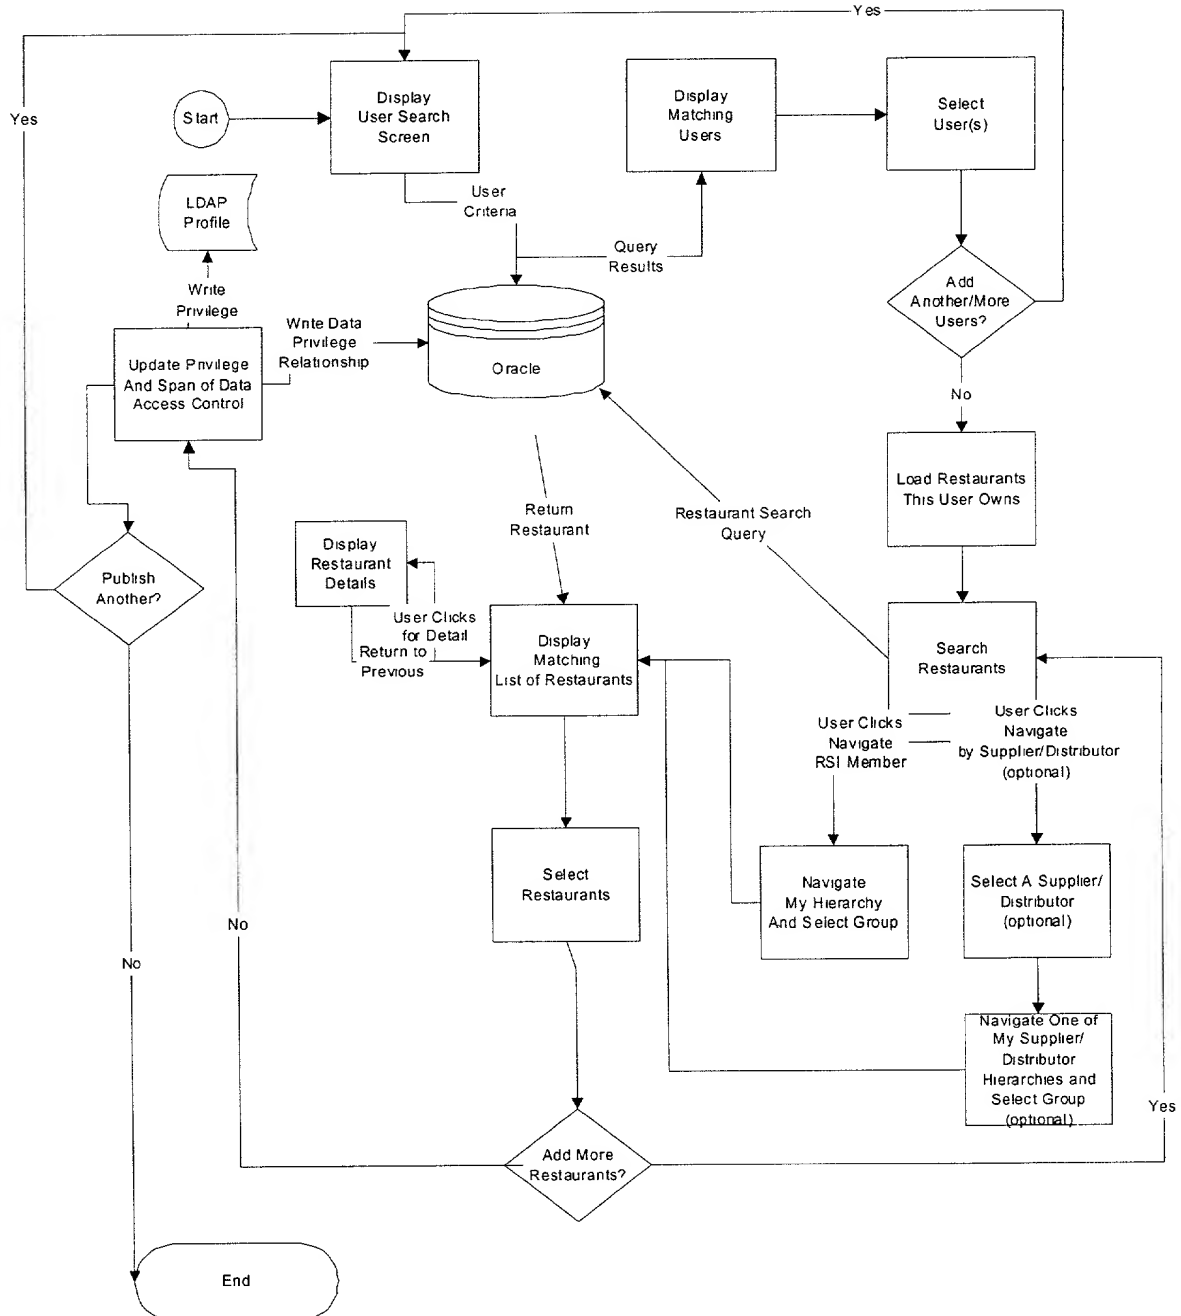 Yes
Yes
Start
Display
User Search
Screen
Display
Matching
Users
Select
User(s)
LDAP
Profile
User
Criteria
Query
Results
Write
Privilege
Add
Another/More
Users?
Update Privilege
And Span of Data
Access Control
Write Data
Privilege
Relationship
Oracle
No
Load Restaurants
This User Owns
Return
Restaurant
Restaurant Search
Query
Display
Restaurant
Details
Publish
Another?
User Clicks
for Detail
Return to
Previous
Display
Matching
List of Restaurants
Search
Restaurants
User Clicks
Navigate
RSI Member
User Clicks
Navigate
by Supplier/Distributor
(optional)
Select
Restaurants
Navigate
My Hierarchy
And Select Group
Select A Supplier/
Distributor
(optional)
No
No
Navigate One of
My Supplier/
Distributor
Hierarchies and
Select Group
(optional)
Yes
Add More
Restaurants?
End